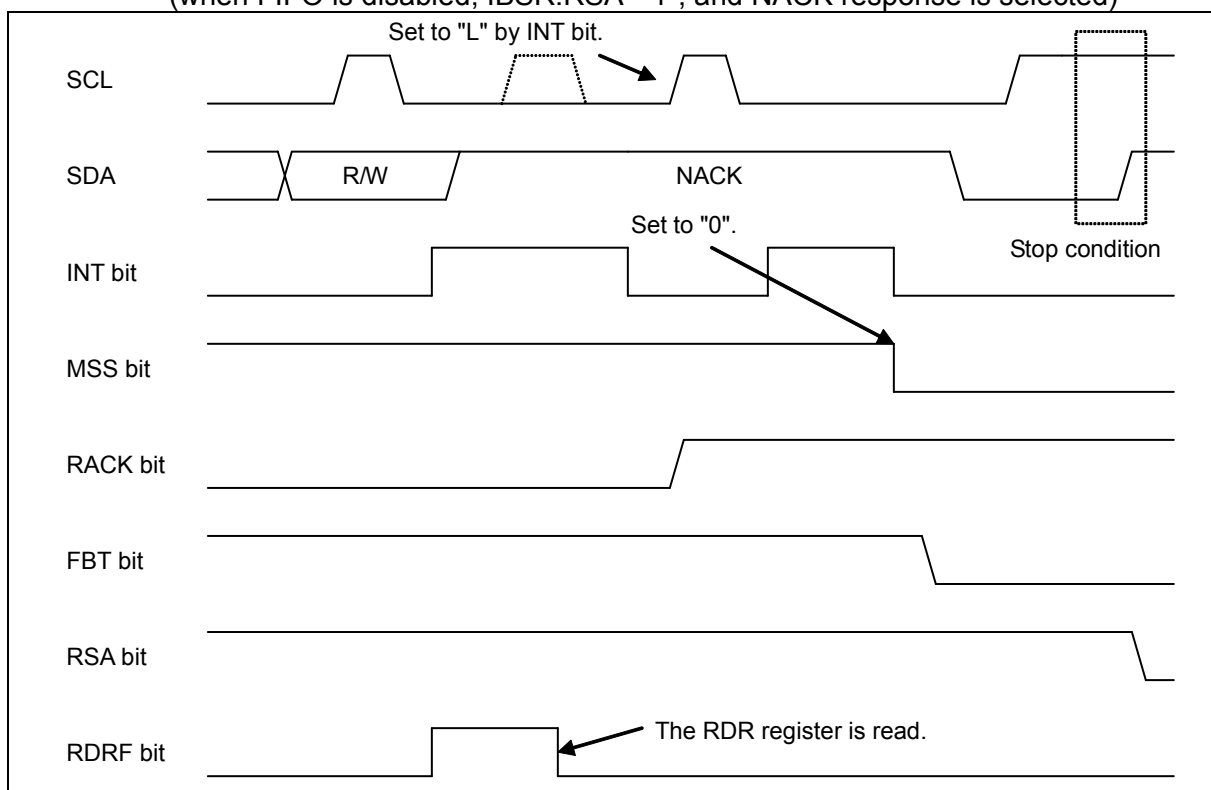 (when FIFO is disabled, IBSR.RSA = "1", and NACK response is selected)
Set to "L" by INT bit.
SCL
SDA
R/W
NACK
Set to "0".
Stop condition
INT bit
MSS bit
RACK bit
FBT bit
RSA bit
The RDR register is read.
RDRF bit